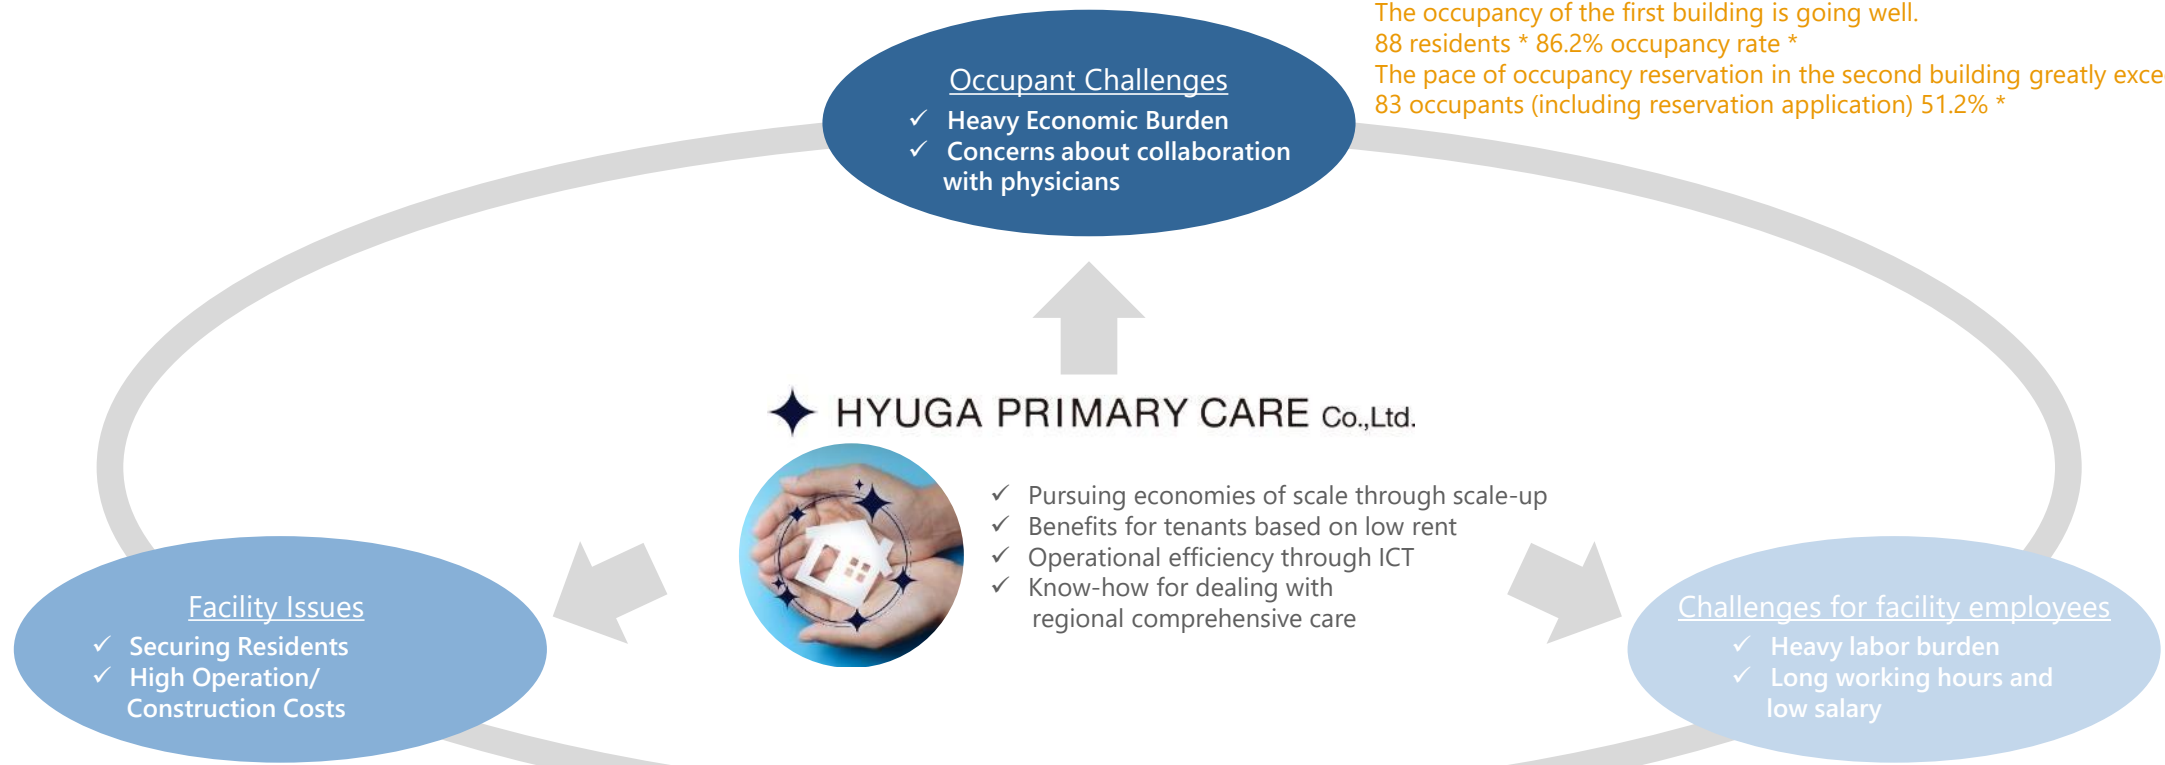 The occupancy of the first building is going well.
88 residents * 86.2% occupancy rate *
The pace of occupancy reservation in the second building greatly
83 occupants (including reservation application) 51.2% *
Occupant Challenges
✓ Heavy Economic Burden
✓ Concerns about collaboration
with physicians
HYUGA PRIMARY CARE Co.,Ltd.
✓ Pursuing economies of scale through scale-up
✓ Benefits for tenants based on low rent
✓ Operational efficiency through ICT
✓ Know-how for dealing with
regional comprehensive care
Facility Issues
✓ Securing Residents
✓ High Operation/
Construction Costs
Challenges for facility employees
✓ Heavy labor burden
✓ Long working hours and
low salary